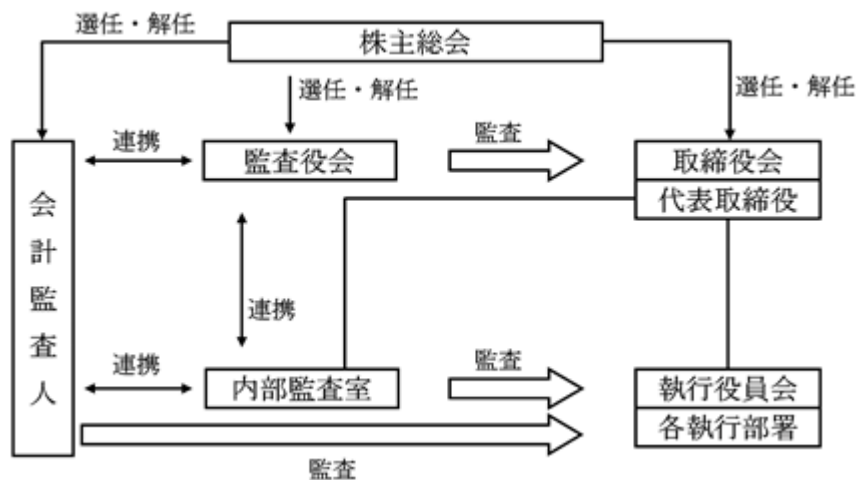 選任・解任
株主総会
選任・解任
選任・解任
連携
監査役会
監査
取締役会
代表取締役
会計監査人
連携
連携
内部監査室
監査
執行役員会
各執行部署
監査